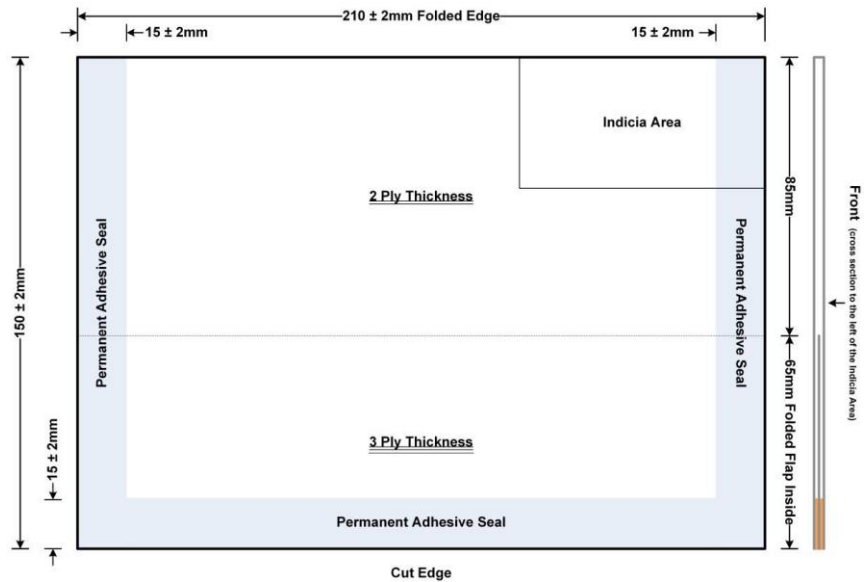 210 ± 2mm Folded Edge
15 ± 2mm
15 ± 2mm
Indicia Area
2 Ply Thickness
85mm
Permanent Adhesive Seal
Permanent Adhesive Seal
150 ± 2mm
Front (cross section to the left of the Indicia Area)
65mm Folded Flap Inside
3 Ply Thickness
15 ± 2mm
Permanent Adhesive Seal
Cut Edge